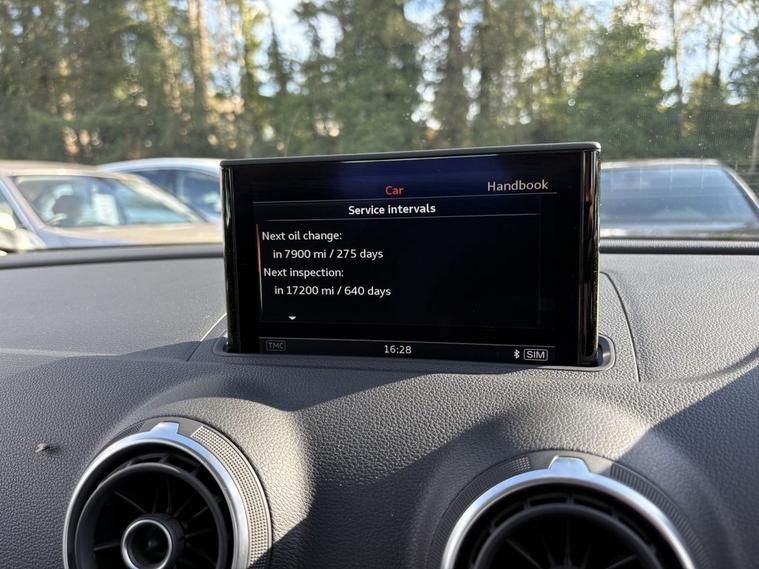 Car
Handbook
Service intervals
Next oil change:
in 7900 mi / 275 days
Next inspection:
in 17200 mi / 640 days
TMC
16:28
SIM